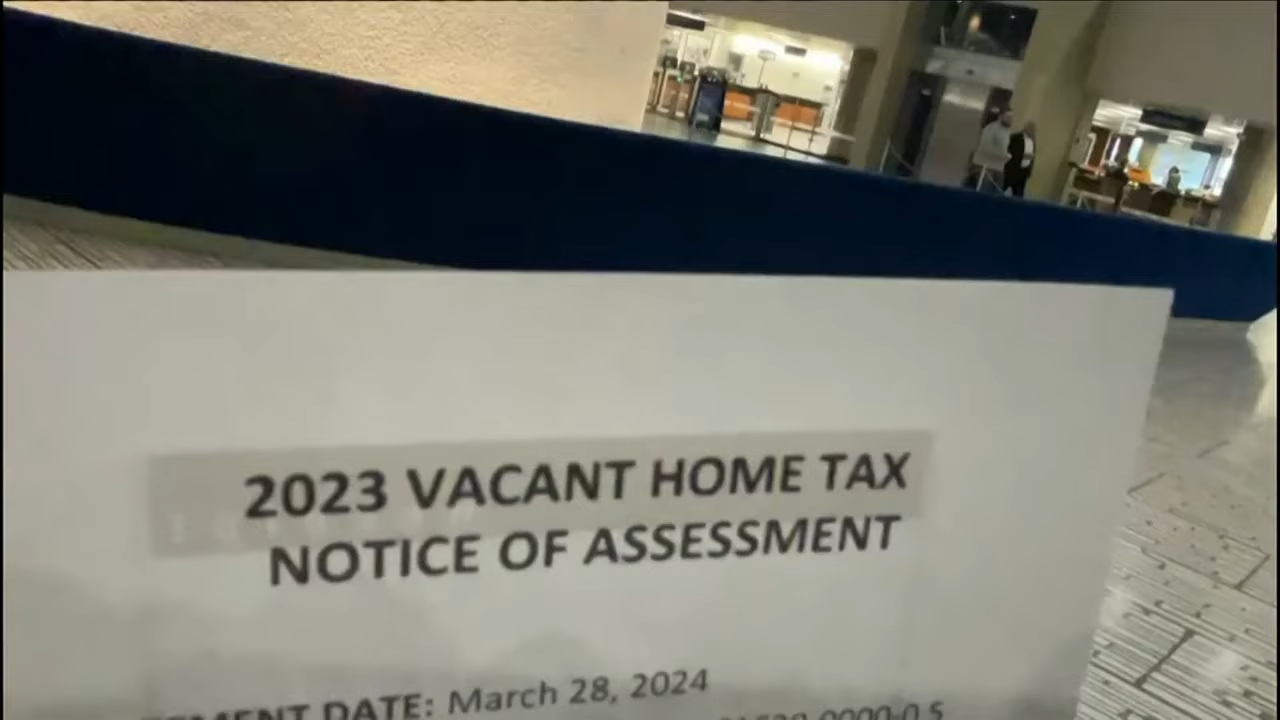 2023 VACANT HOME TAX
NOTICE OF ASSESSMENT
DATE: March 28, 2024